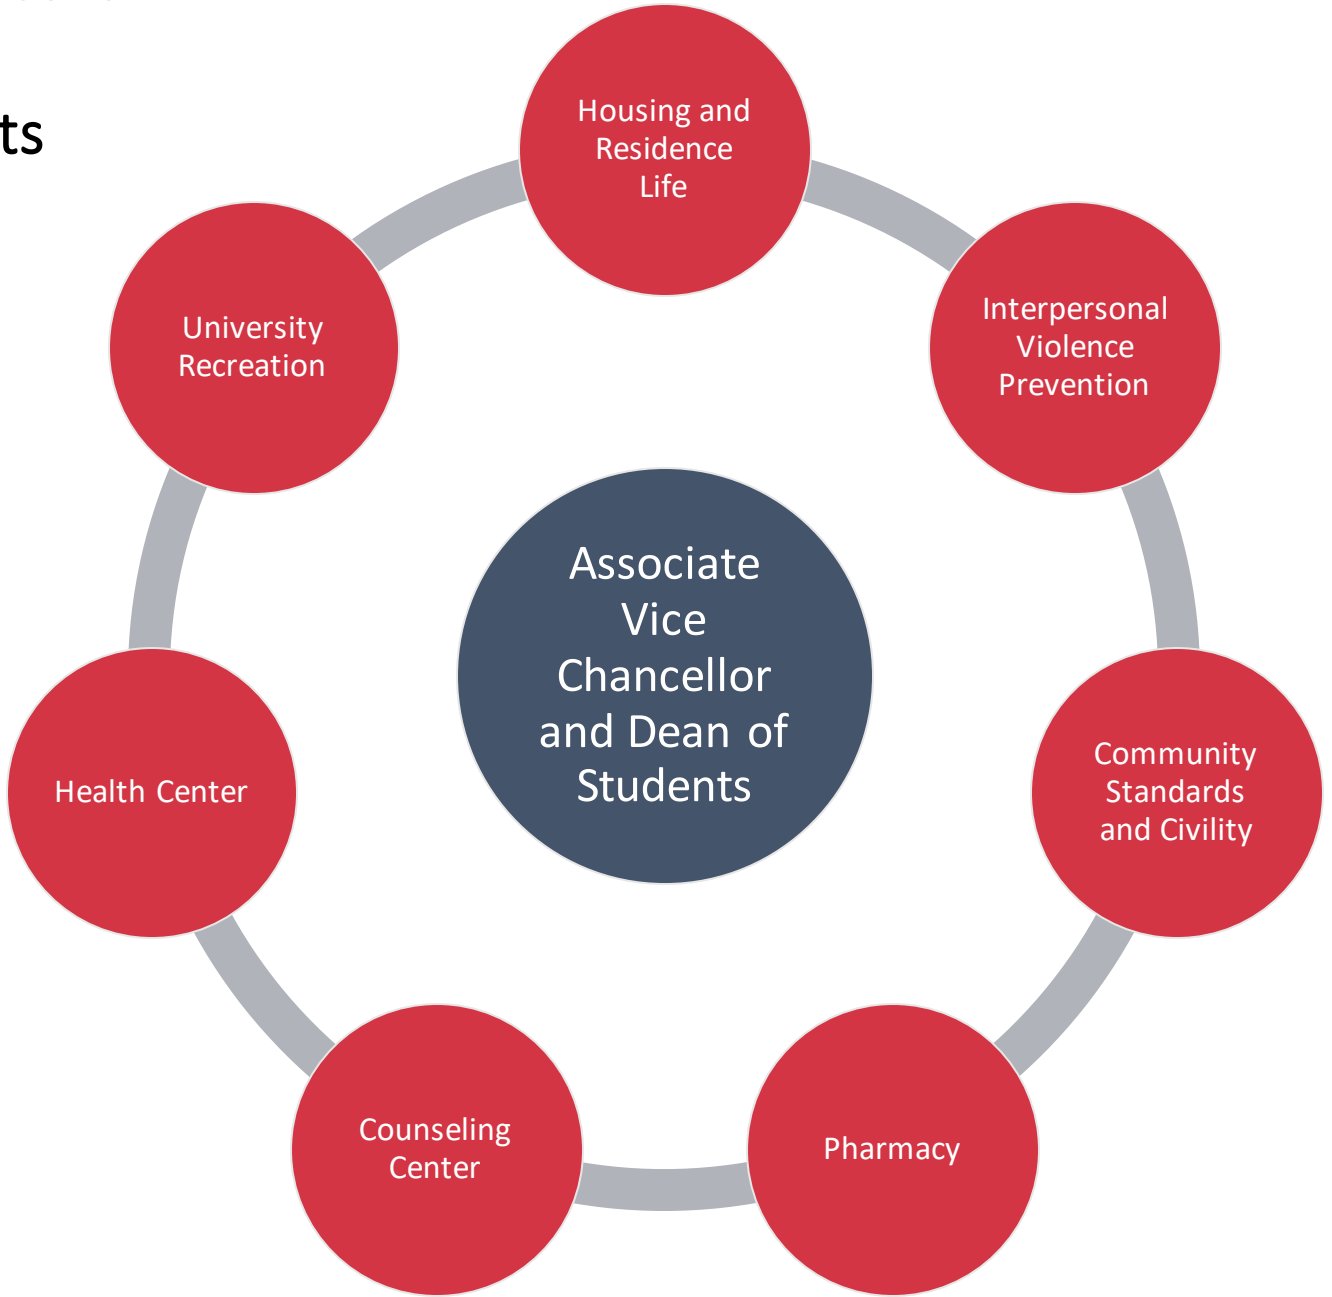 ts
Housing and
Residence
Life
Interpersonal
Violence
Prevention
Community
Standards
and Civility
Pharmacy
Counseling
Center
Health Center
University
Recreation
Associate
Vice
Chancellor
and Dean of
Students